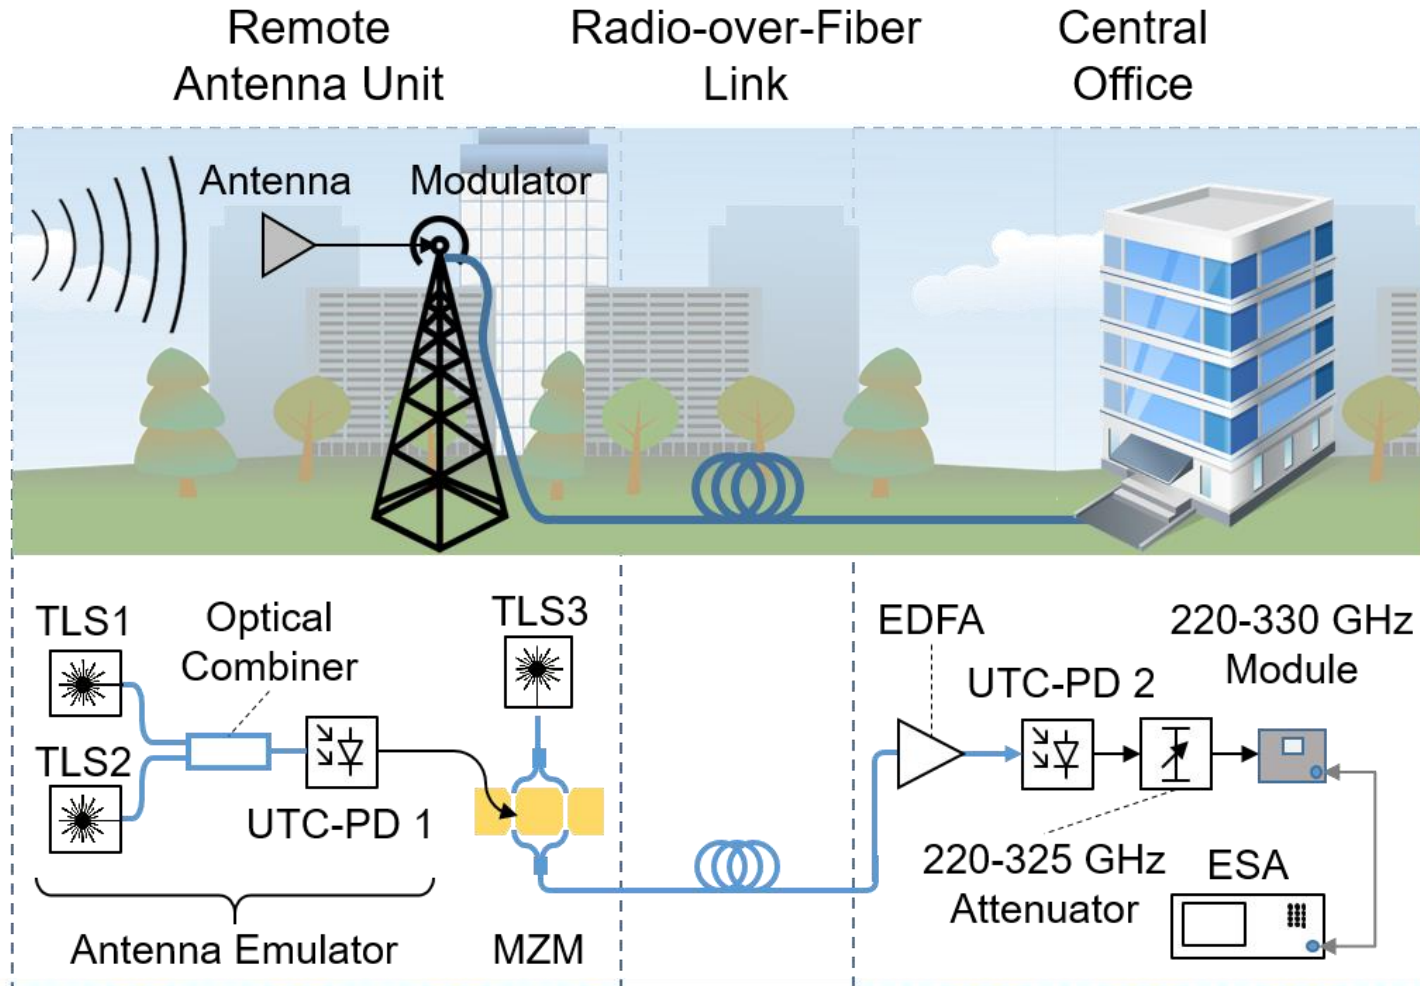 Remote
Antenna Unit
Radio-over-Fiber
Link
Central
Office
Antenna
Modulator
TLS1
Optical
Combiner
TLS2
UTC-PD 1
Antenna Emulator
TLS3
MZM
EDFA
UTC-PD 2
220-330 GHz
Module
220-325 GHz
Attenuator
ESA